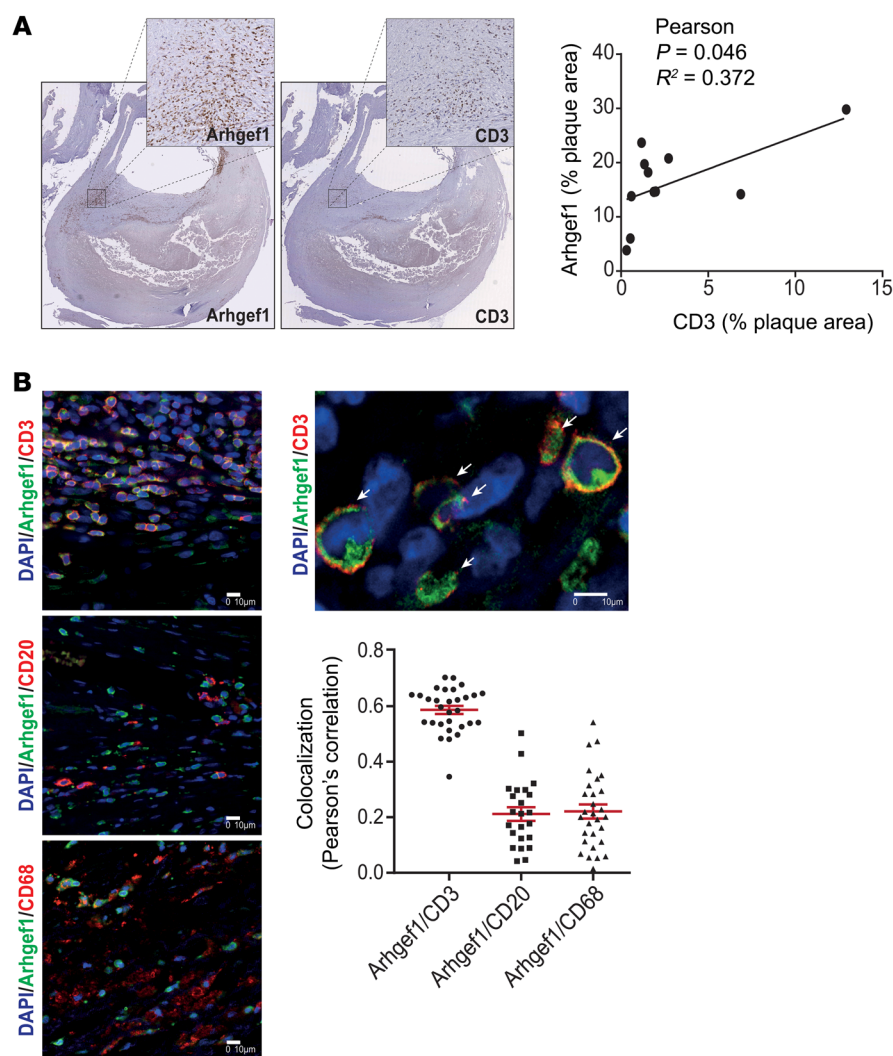 A
Arhgef1
CD3
Arhgef1
CD3
Pearson
P = 0.046
R² = 0.372
Arhgef1 (% plaque area)
40
30
20
10
0
0 5 10 15
CD3 (% plaque area)
B
DAPI/Arhgef1/CD3
0 10µm
DAPI/Arhgef1/CD3
0 10µm
DAPI/Arhgef1/CD20
0 10µm
DAPI/Arhgef1/CD68
0 10µm
Colocalization
(Pearson's correlation)
0.8
0.6
0.4
0.2
0.0
Arhgef1/CD3
Arhgef1/CD20
Arhgef1/CD68